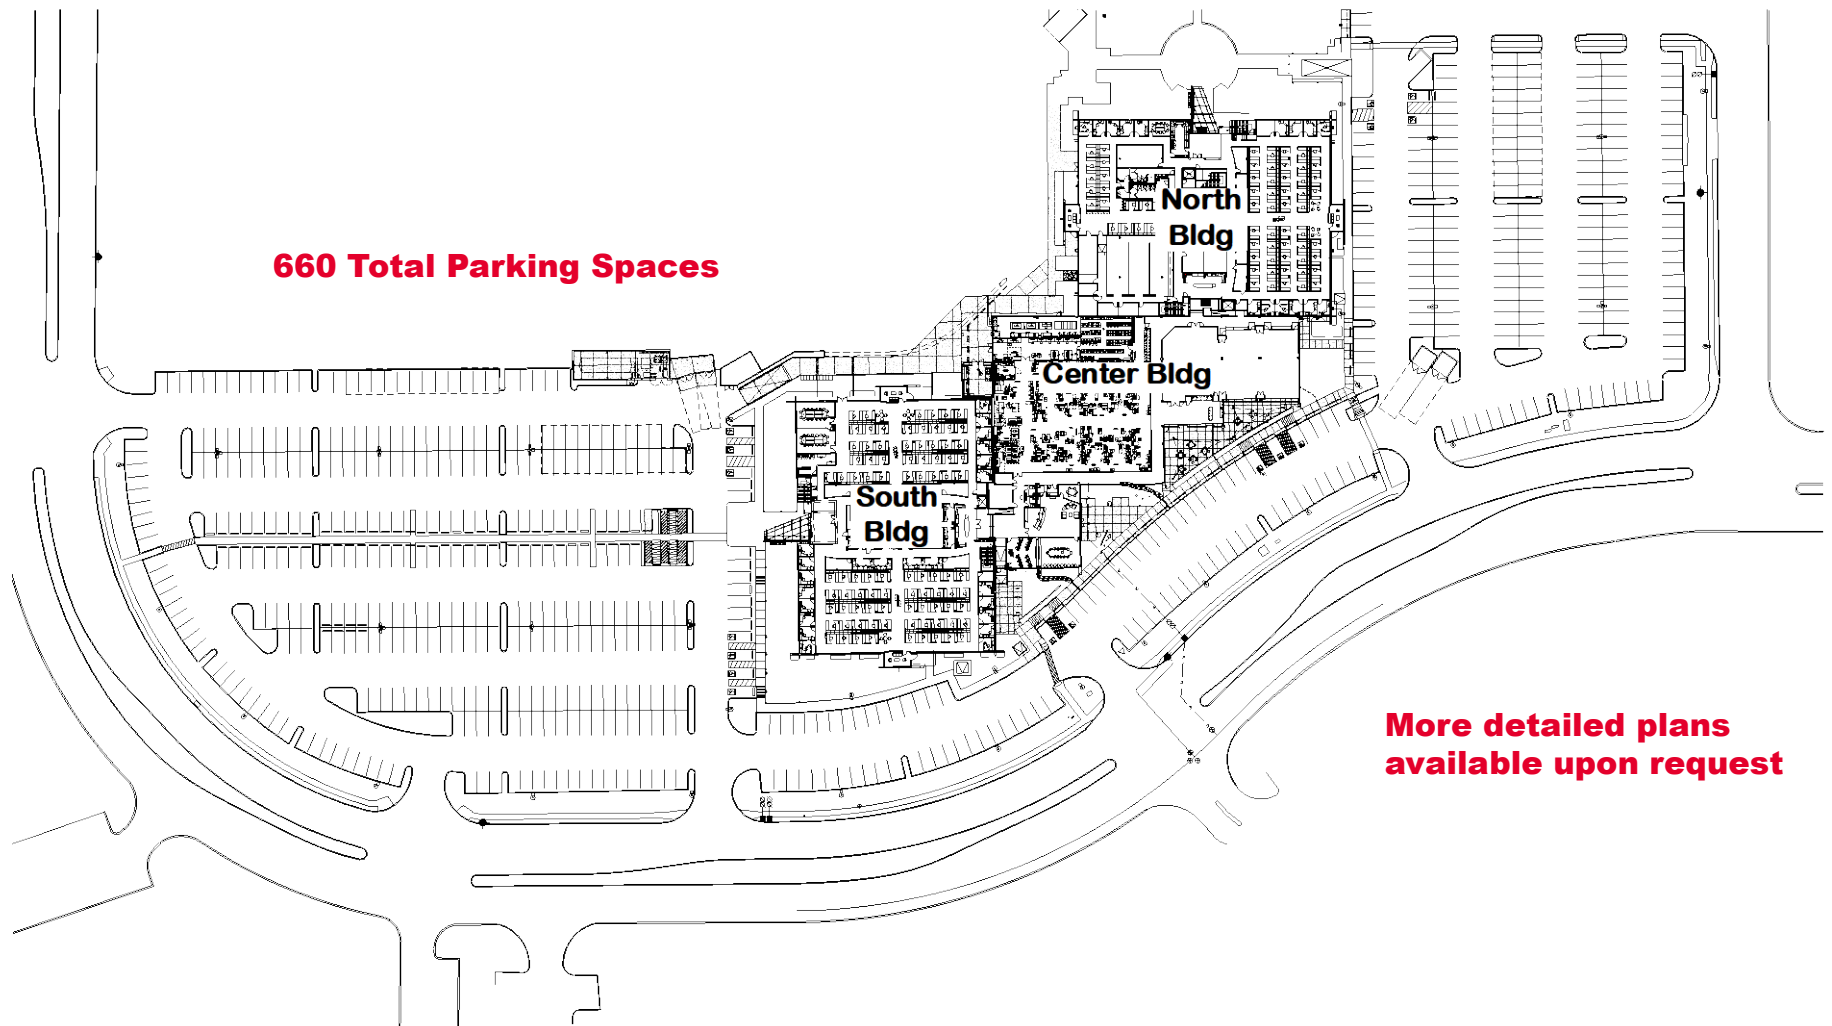 North
Bldg
660 Total Parking Spaces
Center Bldg
South
Bldg
More detailed plans
available upon request